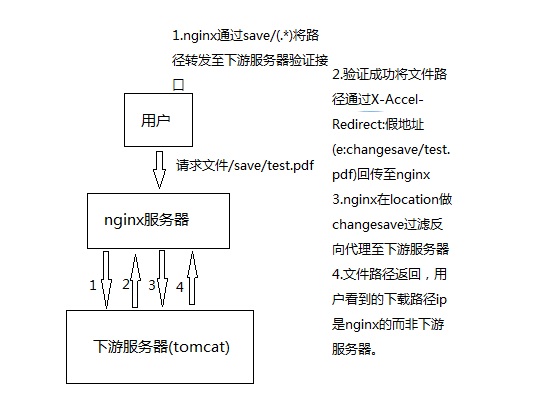 1.nginx通过save/(.*)将路
径转发至下游服务器验证接
口
用户
请求文件/save/test.pdf
nginx服务器
1
2
3
4
下游服务器(tomcat)
2.验证成功将文件路
径通过X-Accel-
Redirect:假地址
(e:changesave/test.
pdf)回传至nginx
3.nginx在location做
changesave过滤反
向代理至下游服务器
4.文件路径返回，用
户看到的下载路径ip
是nginx的而非下游
服务器。